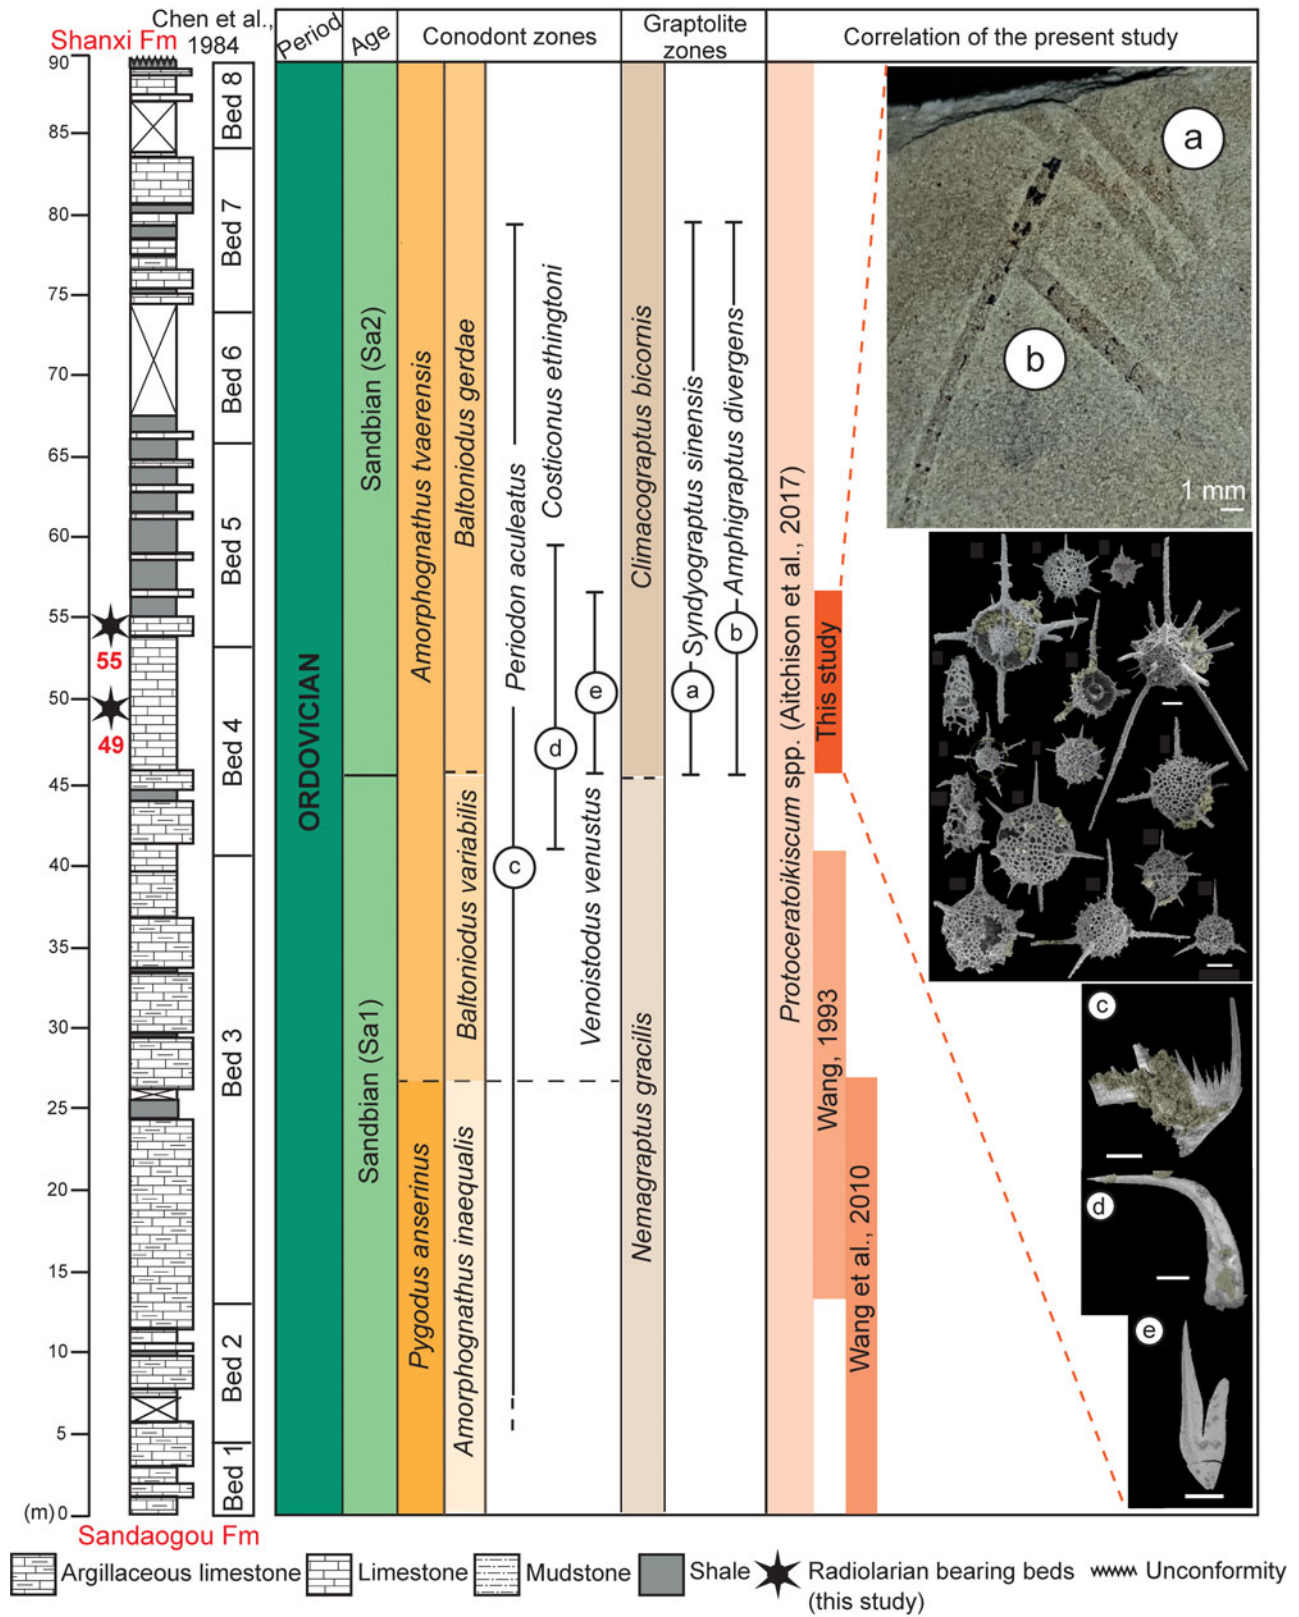 Chen et al.,
1984
Shanxi Fm
Period
Age
Conodont zones
Graptolite
zones
Correlation of the present study
90
85
80
75
70
65
60
55
50
45
40
35
30
25
20
15
10
5
(m) 0
55
49
Bed 8
Bed 7
Bed 6
Bed 5
Bed 4
Bed 3
Bed 2
Bed 1
ORDOVICIAN
Sandbian (Sa2)
Sandbian (Sa1)
Amorphognathus tvaerensis
Pygodus anserinus
Baltoniodus gerdae
Baltoniodus variabilis
Amorphognathus inaequalis
Periodon aculeatus
c
Costiconus ethingtoni
d
Venoistodus venustus
e
Climacograptus bicornis
Nemagraptus gracilis
Syndyograptus sinensis
a
Amphigraptus divergens
b
Protoceratoikiscum spp. (Aitchison et al., 2017)
This study
Wang, 1993
Wang et al., 2010
a
b
1 mm
c
d
e
Sandaogou Fm
Argillaceous limestone
Limestone
Mudstone
Shale
Radiolarian bearing beds
(this study)
Unconformity